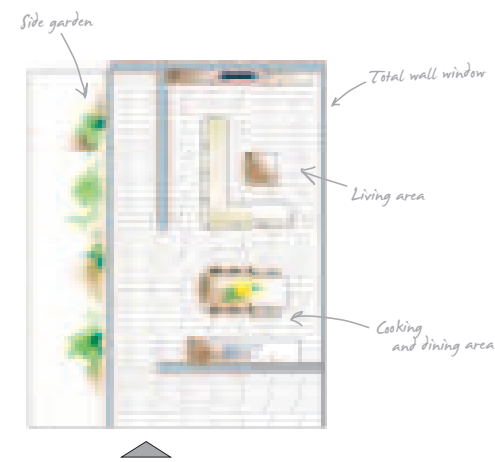 Side garden
Total wall window
Living area
Cooking
and dining area